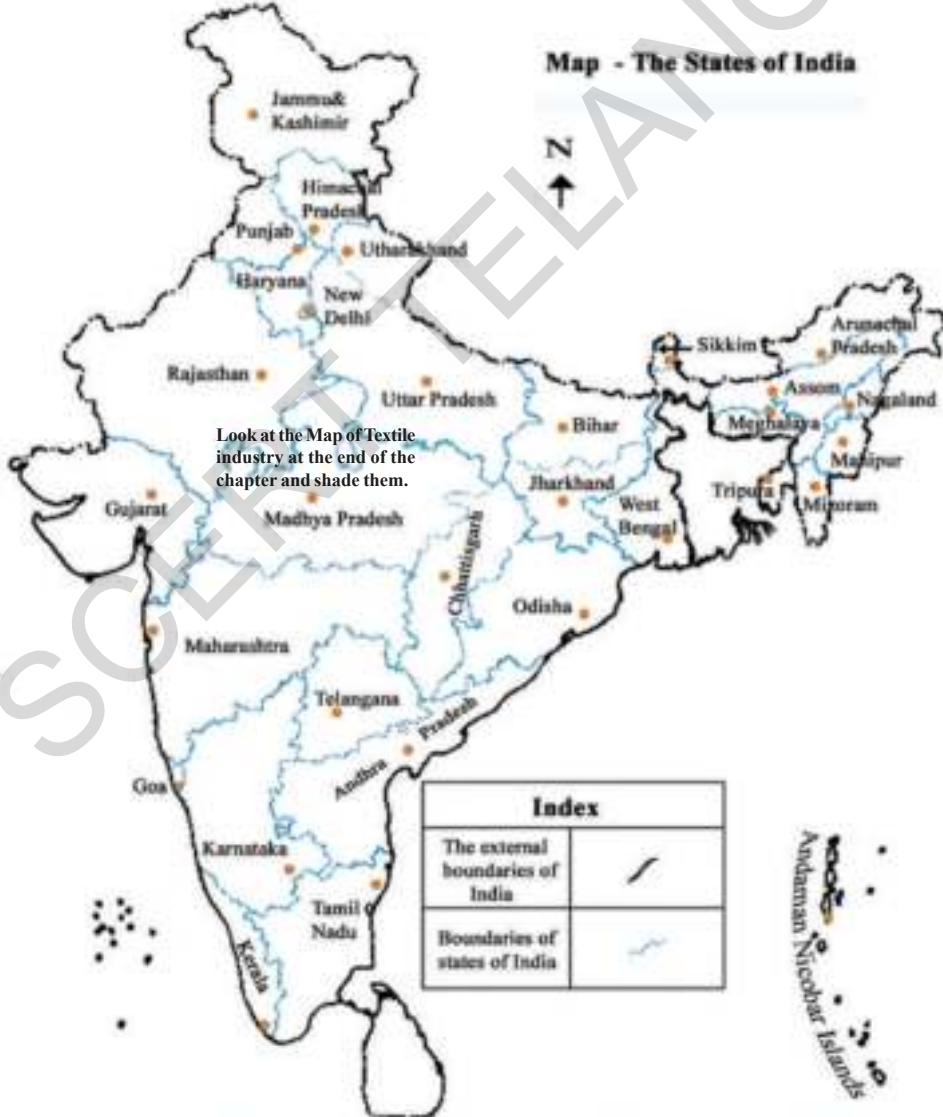 Map - The States of India
N
Jammu&
Kashimir
Himachal
Pradesh
Punjab
Utharakhand
Haryana
New
Delhi
Sikkim
Arunachal
Pradesh
Rajasthan
Uttar Pradesh
Assom
Nagaland
Bihar
Meghalaya
Look at the Map of Textile
industry at the end of the
chapter and shade them.
Manipur
Jharkhand
Tripura
Mizoram
Gujarat
Madhya Pradesh
West
Bengal
Chhattisgarh
Odisha
Maharashtra
Telangana
Andhra Pradesh
Goa
Karnataka
Tamil
Nadu
Kerala
Index
The external
boundaries of
India
Boundaries of
states of India
Andaman Nicobar Islands
SCERT TELANG